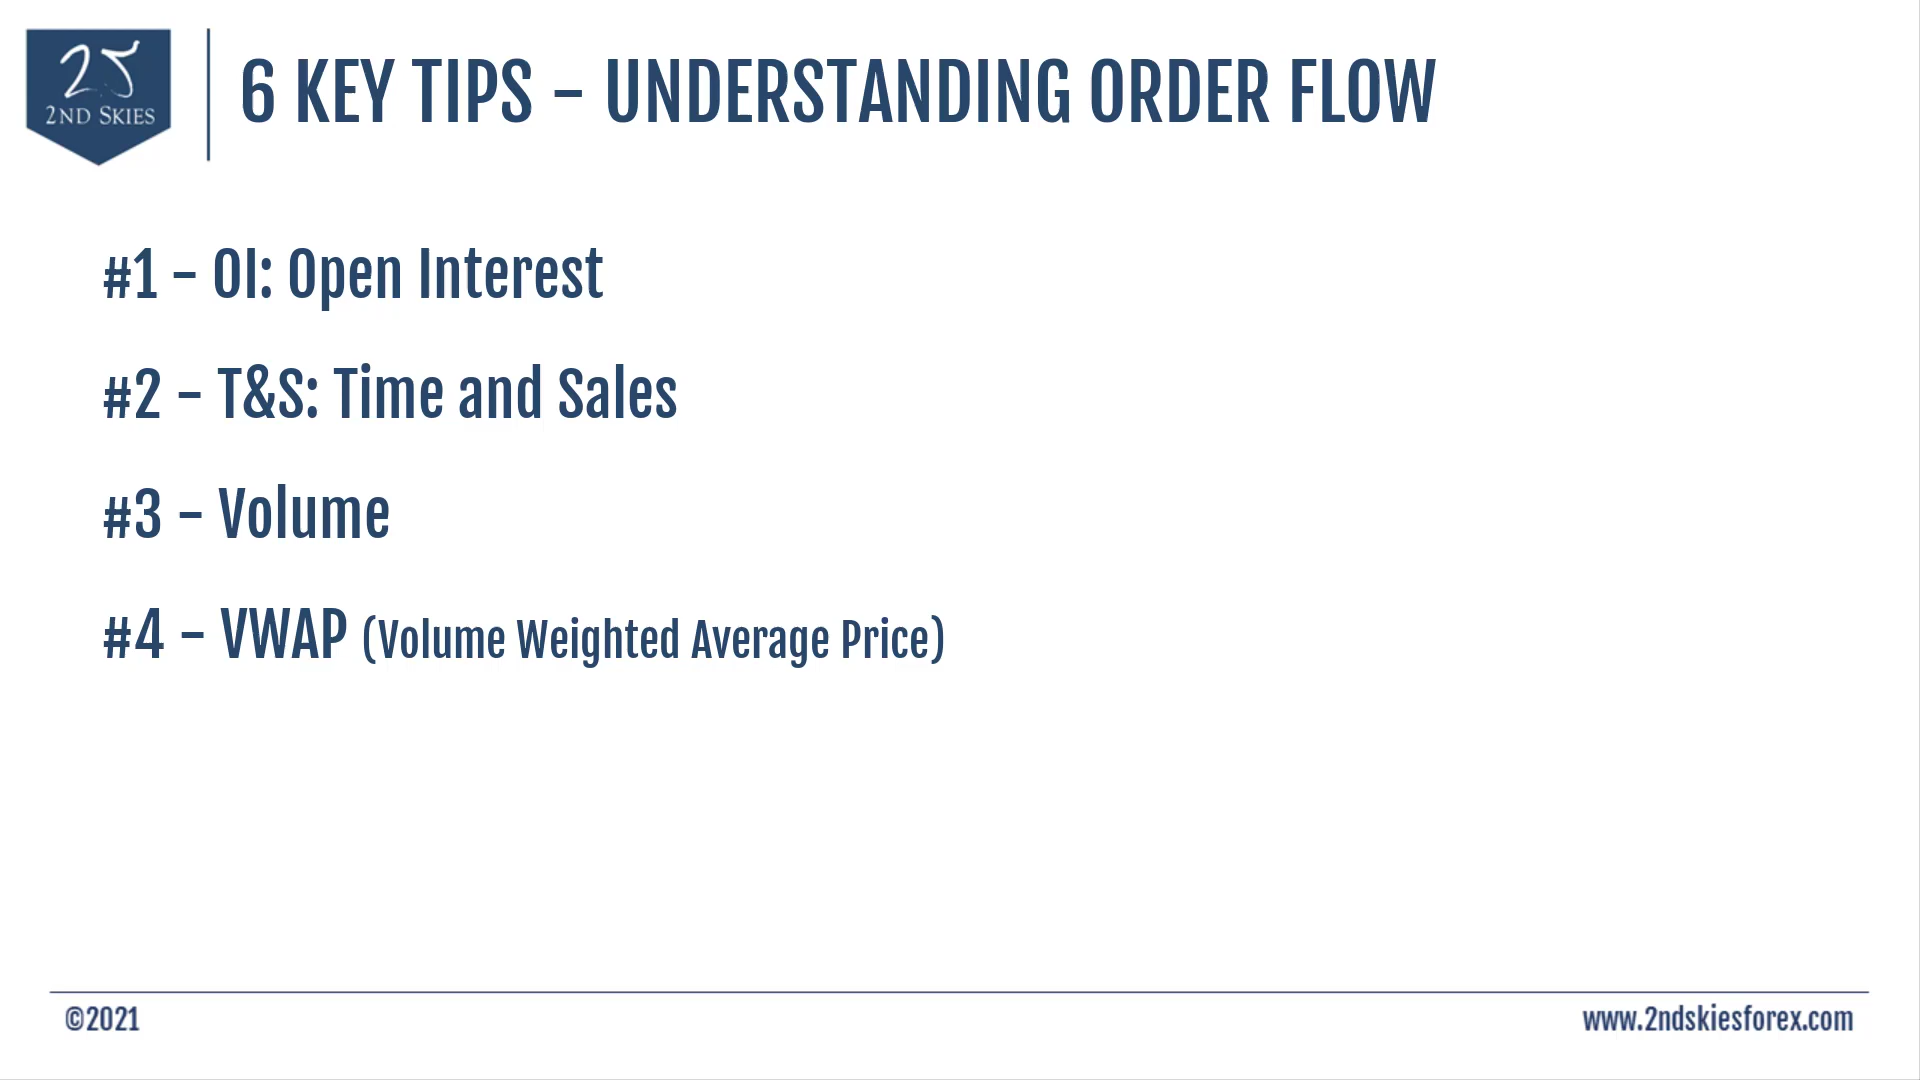 2S
2ND SKIES
6 KEY TIPS - UNDERSTANDING ORDER FLOW
#1 - OI: Open Interest
#2 - T&S: Time and Sales
#3 - Volume
#4 - VWAP (Volume Weighted Average Price)
©2021
www.2ndskiesforex.com